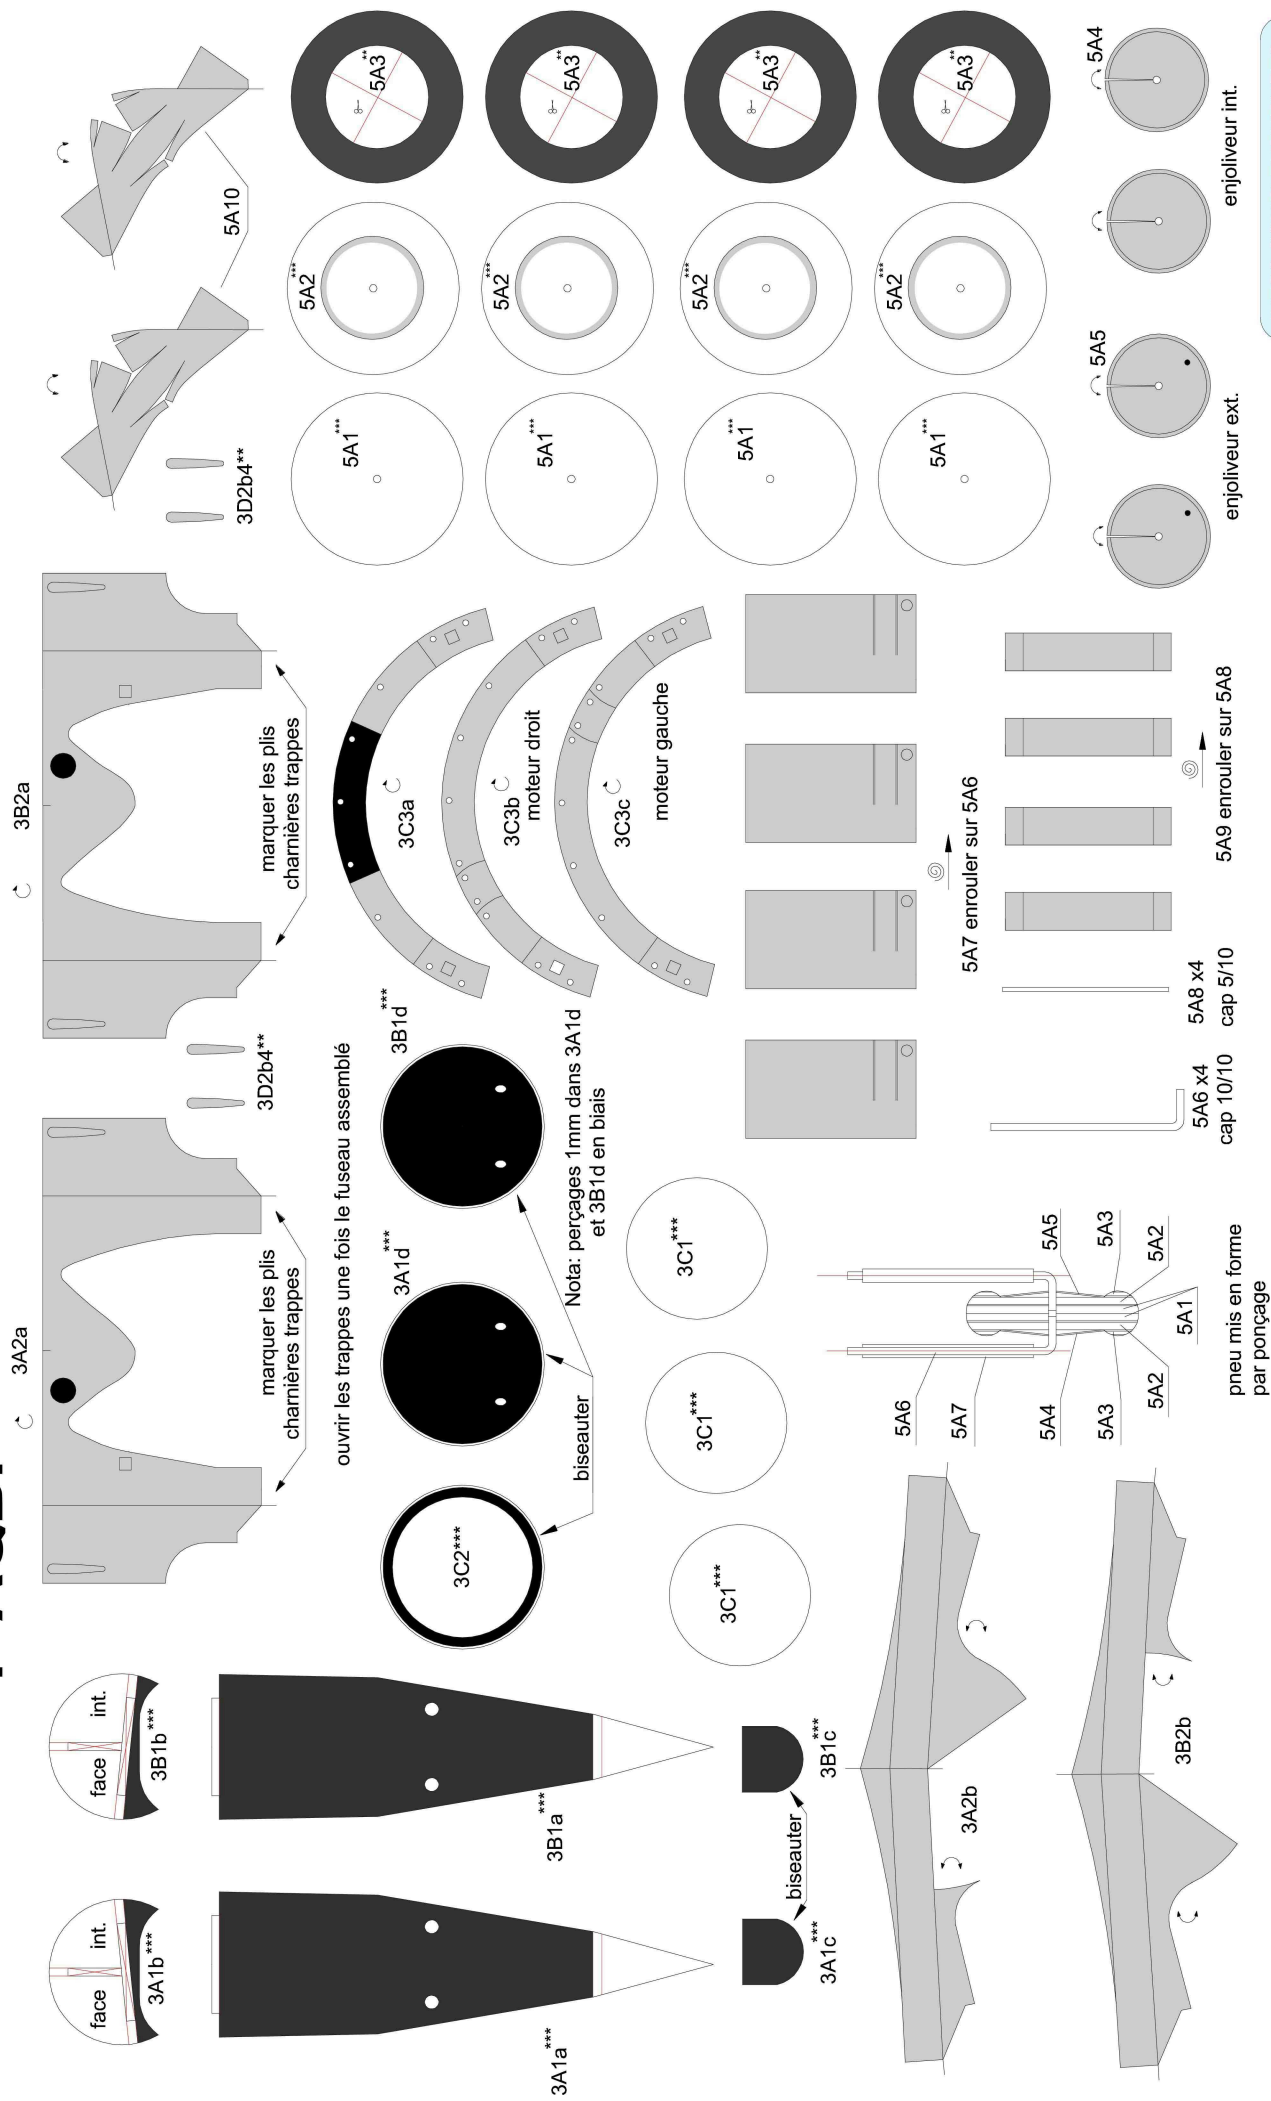 3A2a
3B2a
face
int.
3A1b***
face
int.
3B1b***
5A10
3D2b4**
3D2b4**
marquer les plis
charnières trappes
marquer les plis
charnières trappes
ouvrir les trappes une fois le fuseau assemblé
5A1***
5A2***
5A3**
5A1***
5A2***
5A3**
5A1***
5A2***
5A3**
5A1***
5A2***
5A3**
3C2***
3A1d***
3B1d***
biseauter
Nota: perçages 1mm dans 3A1d
et 3B1d en biais
3C3a
3C3b
moteur droit
3C3c
moteur gauche
3A1a***
3B1a***
3C1***
3C1***
3C1***
3A1c***
biseauter
3B1c***
5A7 enrouler sur 5A6
3A2b
3B2b
5A6
5A7
5A4
5A3
5A2
5A1
5A5
5A3
5A2
pneu mis en forme
par ponçage
5A6 x4
cap 10/10
5A8 x4
cap 5/10
5A9 enrouler sur 5A8
5A5
enjoliveur ext.
5A4
enjoliveur int.